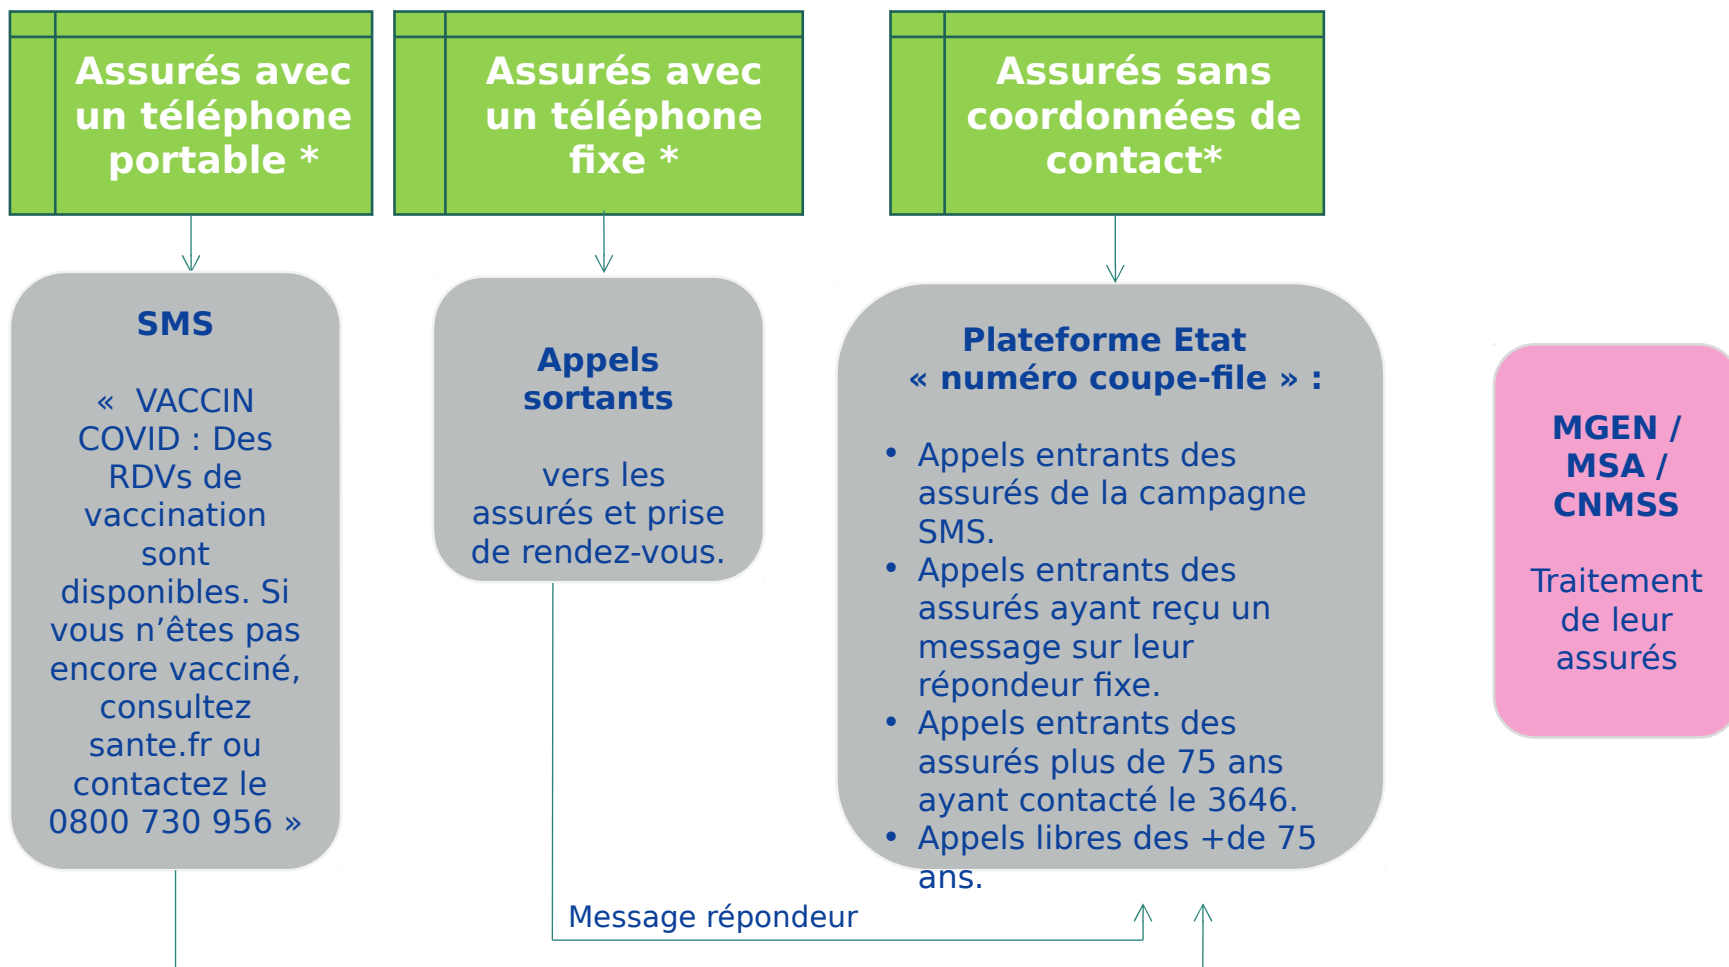 Assurés avec
un téléphone
portable *
Assurés avec
un téléphone
fixe *
Assurés sans
coordonnées de
contact*
SMS
«  VACCIN
COVID : Des
RDVs de
vaccination
sont
disponibles. Si
vous n’êtes pas
encore vacciné,
consultez
sante.fr ou
contactez le
0800 730 956 »
Appels
sortants
vers les
assurés et prise
de rendez-vous.
Plateforme Etat
« numéro coupe-file » :
• Appels entrants des
assurés de la campagne
SMS.
• Appels entrants des
assurés ayant reçu un
message sur leur
répondeur fixe.
• Appels entrants des
assurés plus de 75 ans
ayant contacté le 3646.
• Appels libres des +de 75
ans.
MGEN /
MSA /
CNMSS
Traitement
de leur
assurés
Message répondeur